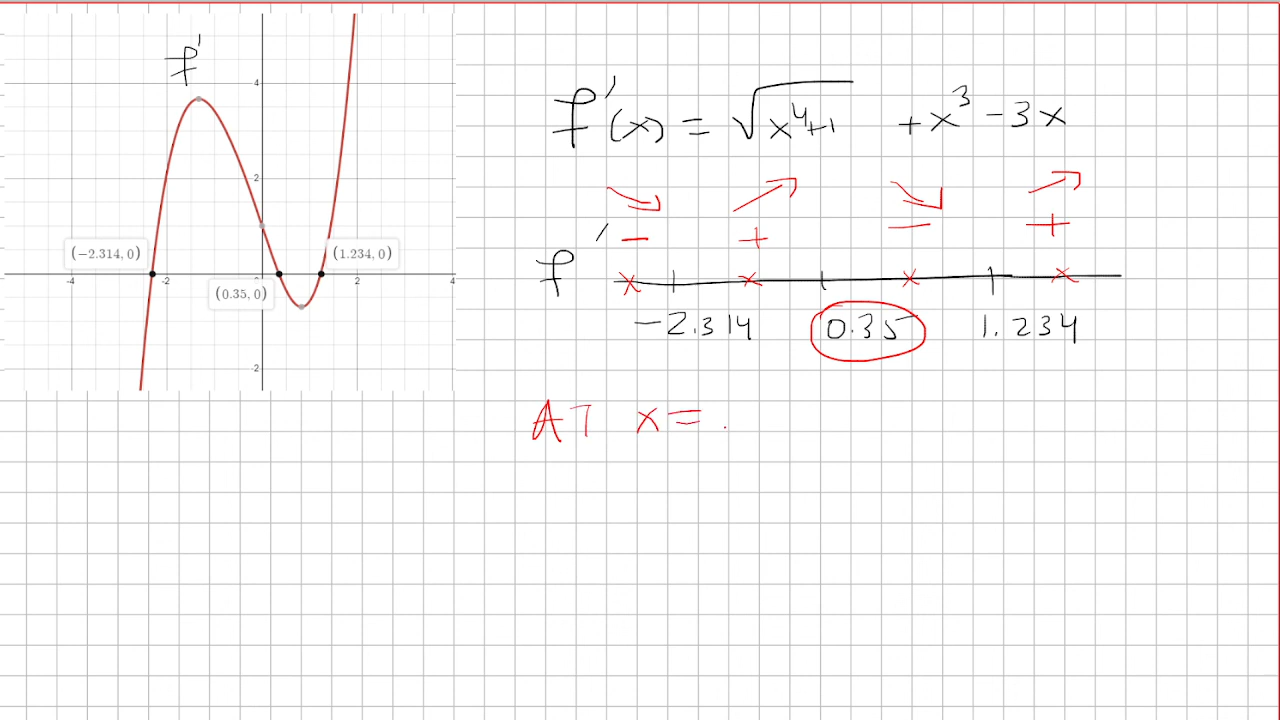 f'
4
(−2.314, 0)
(1.234, 0)
-4
-2
2
4
(0.35, 0)
2
2
f'(x) = √(x⁴+1) + x³ − 3x
− + − +
f'
−2.314 0.35 1.234
AT x = .